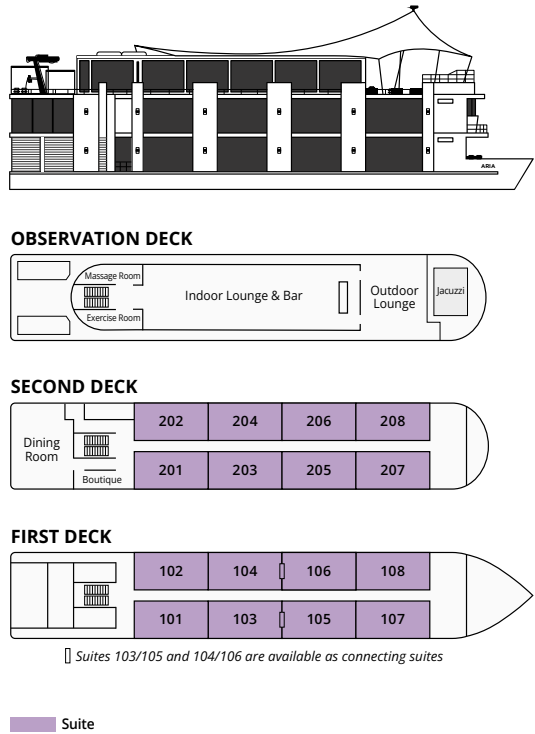 ARIA
OBSERVATION DECK
Massage Room
Indoor Lounge & Bar
Exercise Room
Outdoor
Lounge
Jacuzzi
SECOND DECK
Dining
Room
Boutique
202 204 206 208
201 203 205 207
FIRST DECK
102 104 106 108
101 103 105 107
Suites 103/105 and 104/106 are available as connecting suites
Suite